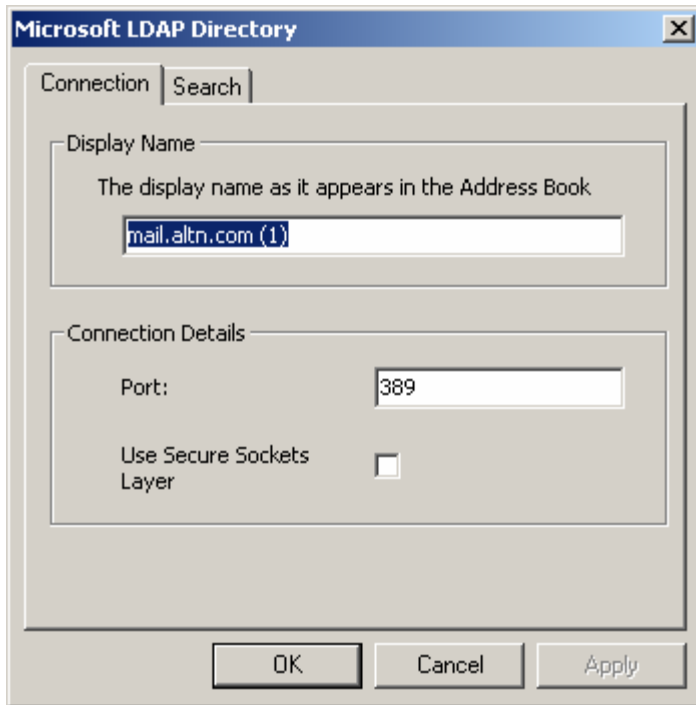 Microsoft LDAP Directory
Connection
Search
Display Name
The display name as it appears in the Address Book
mail.altn.com (1)
Connection Details
Port:
389
Use Secure Sockets
Layer
OK
Cancel
Apply